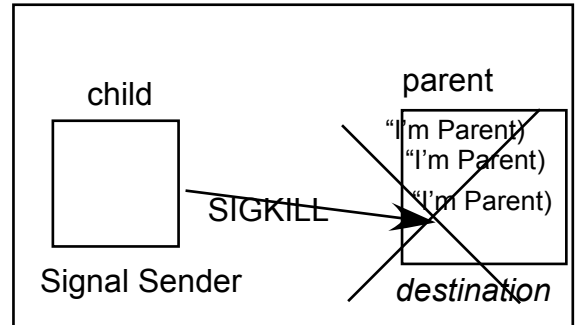 child
parent
“I’m Parent)
“I’m Parent)
“I’m Parent)
SIGKILL
Signal Sender
destination